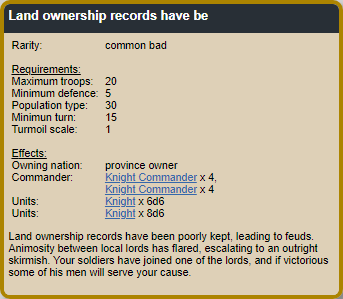 Land ownership records have be
Rarity: common bad
Requirements:
Maximum troops: 20
Minimum defence: 5
Population type: 30
Minimun turn: 15
Turmoil scale: 1
Effects:
Owning nation: province owner
Commander: Knight Commander x 4,
Knight Commander x 4
Units: Knight x 6d6
Units: Knight x 8d6
Land ownership records have been poorly kept, leading to feuds.
Animosity between local lords has flared, escalating to an outright
skirmish. Your soldiers have joined one of the lords, and if victorious
some of his men will serve your cause.